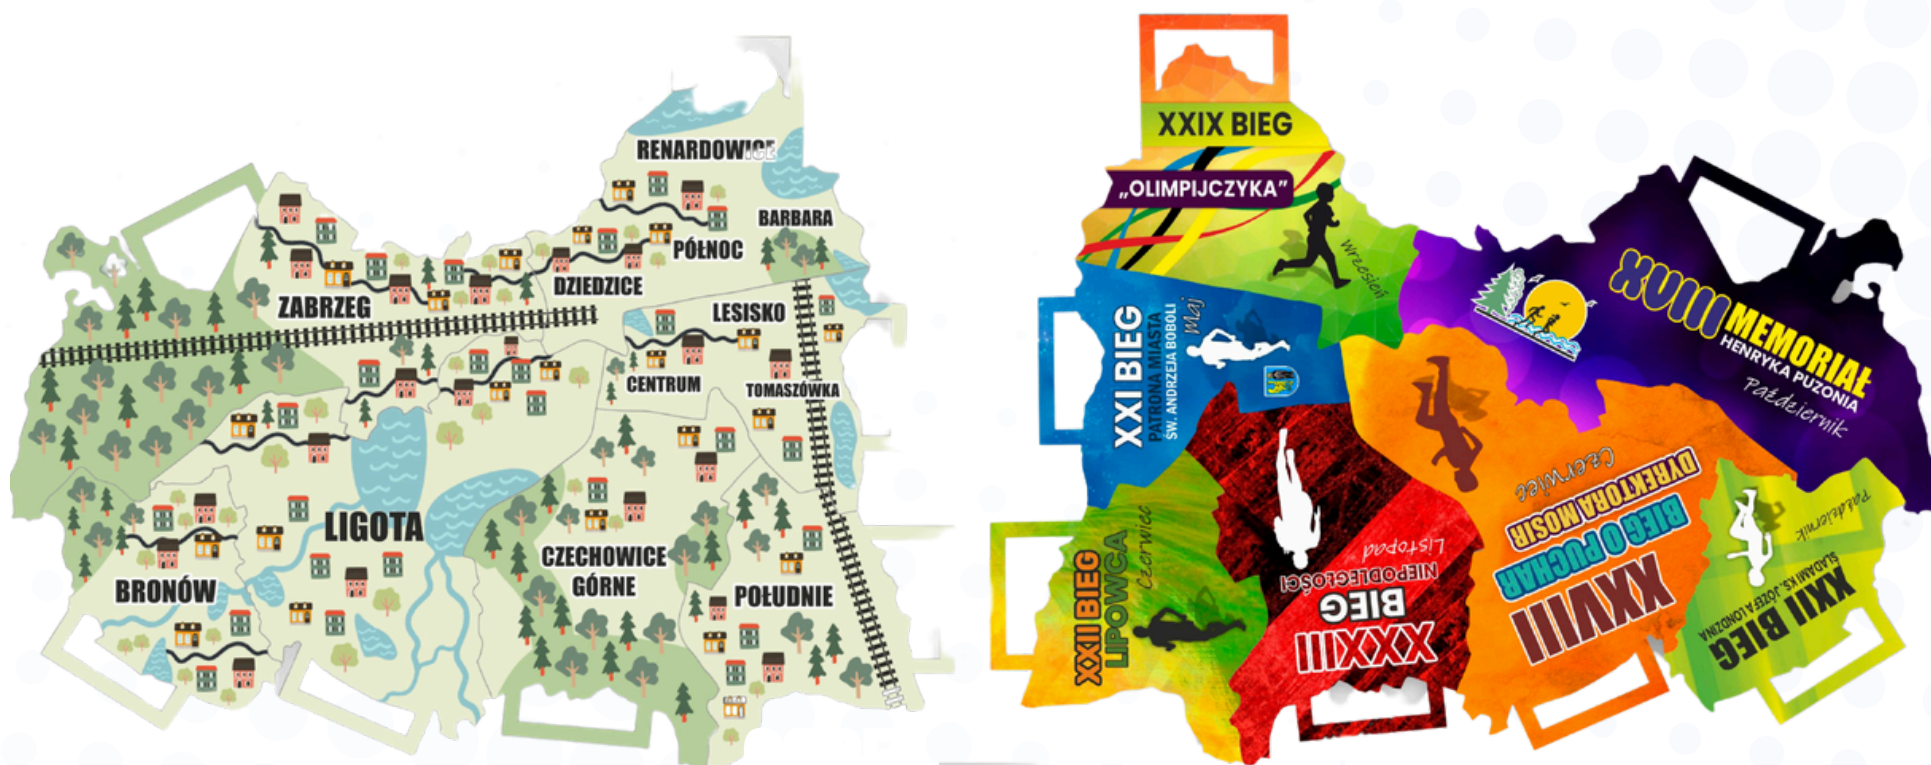 RENARDOWICE
BARBARA
PÓŁNOC
DZIEDZICE
ZABRZEG
LESISKO
CENTRUM
TOMASZÓWKA
LIGOTA
CZECHOWICE
GÓRNE
BRONÓW
POŁUDNIE
XXIX BIEG
„OLIMPIJCZYKA”
Wrzesień
XXI BIEG
PATRONA MIASTA
ŚW. ANDRZEJA BOBOLI
Maj
XVIII MEMORIAŁ
HENRYKA PUZONIA
Październik
XXII BIEG
LIPOWCA
Czerwiec
XXXIII
BIEG
NIEPODLEGŁOŚCI
Listopad
XXVIII
BIEG O PUCHAR
DYREKTORA MOSIR
Czerwiec
XXII BIEG
ŚLADAMI KS. JÓZEFA LONDZINA
Październik